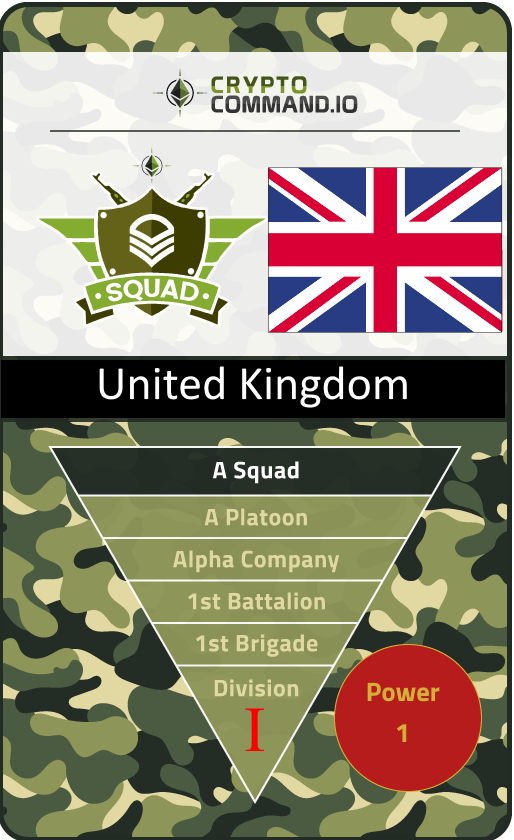 CRYPTO
COMMAND.IO
SQUAD
United Kingdom
A Squad
A Platoon
Alpha Company
1st Battalion
1st Brigade
Division
I
Power
1